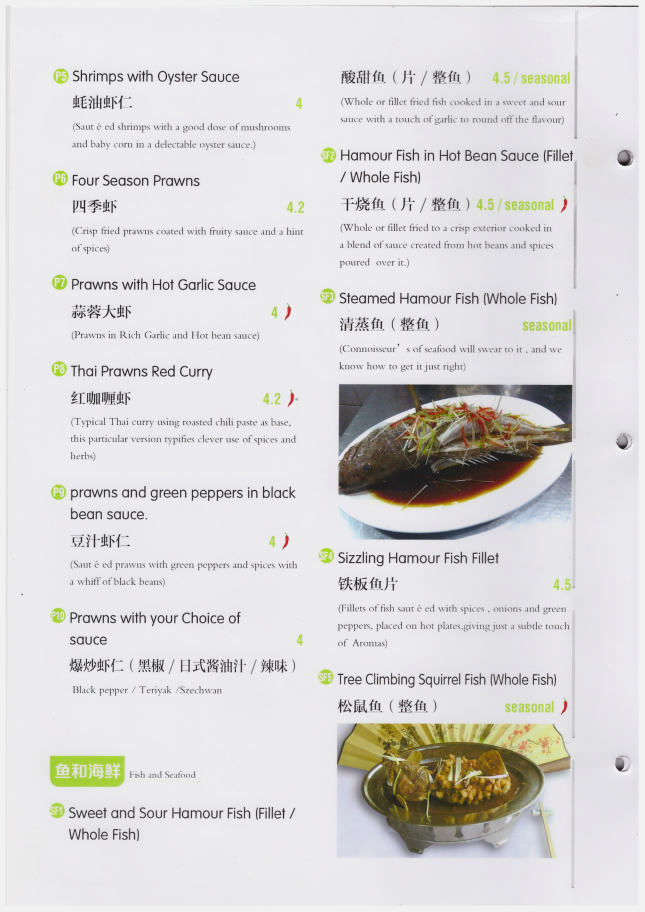 P5 Shrimps with Oyster Sauce
蚝油虾仁 4
(Saut é ed shrimps with a good dose of mushrooms
and baby corn in a delectable oyster sauce.)
P6 Four Season Prawns
四季虾 4.2
(Crisp fried prawns coated with fruity sauce and a hint
of spices)
P7 Prawns with Hot Garlic Sauce
蒜蓉大虾 4
(Prawns in Rich Garlic and Hot bean sauce)
P8 Thai Prawns Red Curry
红咖喱虾 4.2
(Typical Thai curry using roasted chili paste as base,
this particular version typifies clever use of spices and
herbs)
P9 prawns and green peppers in black
bean sauce.
豆汁虾仁 4
(Saut é ed prawns with green peppers and spices with
a whiff of black beans)
P10 Prawns with your Choice of
sauce 4
爆炒虾仁 ( 黑椒 / 日式酱油汁 / 辣味 )
Black pepper / Teriyak /Szechwan
鱼和海鲜 Fish and Seafood
SF1 Sweet and Sour Hamour Fish (Fillet /
Whole Fish)
酸甜鱼 ( 片 / 整鱼 ) 4.5 / seasonal
(Whole or fillet fried fish cooked in a sweet and sour
sauce with a touch of garlic to round off the flavour)
SF2 Hamour Fish in Hot Bean Sauce (Fillet
/ Whole Fish)
干烧鱼 ( 片 / 整鱼 ) 4.5 / seasonal
(Whole or fillet fried to a crisp exterior cooked in
a blend of sauce created from hot beans and spices
poured over it.)
SF3 Steamed Hamour Fish (Whole Fish)
清蒸鱼 ( 整鱼 ) seasonal
(Connoisseur’ s of seafood will swear to it , and we
know how to get it just right)
SF4 Sizzling Hamour Fish Fillet
铁板鱼片 4.5
(Fillets of fish saut é ed with spices , onions and green
peppers, placed on hot plates,giving just a subtle touch
of Aromas)
SF5 Tree Climbing Squirrel Fish (Whole Fish)
松鼠鱼 ( 整鱼 ) seasonal